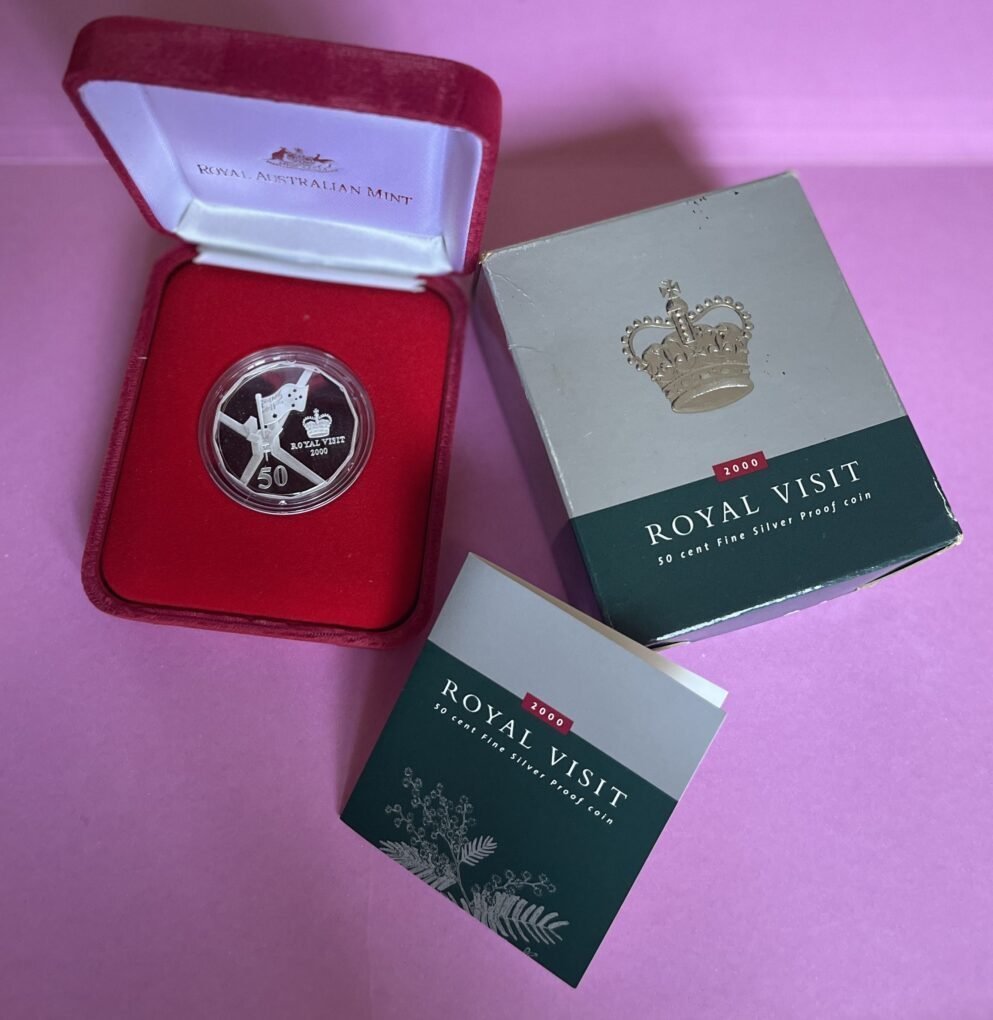 ROYAL AUSTRALIAN MINT
ROYAL VISIT
2000
50
2000
ROYAL VISIT
50 cent Fine Silver Proof coin
2000
ROYAL VISIT
50 cent Fine Silver Proof coin